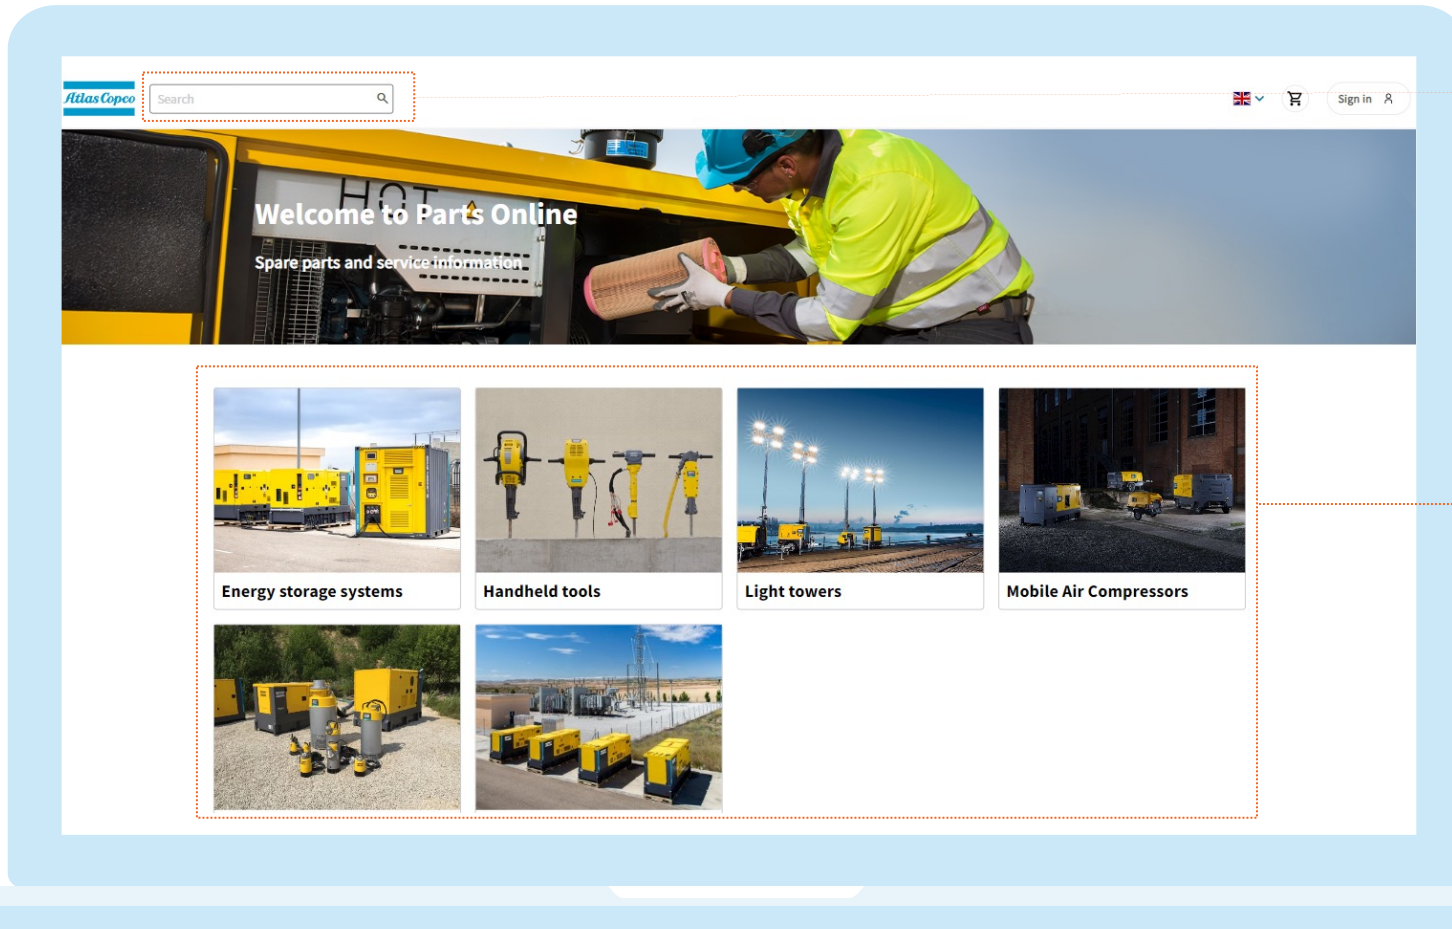 Atlas Copco
Search
Sign in
HOT
Welcome to Parts Online
Spare parts and service information
Energy storage systems
Handheld tools
Light towers
Mobile Air Compressors